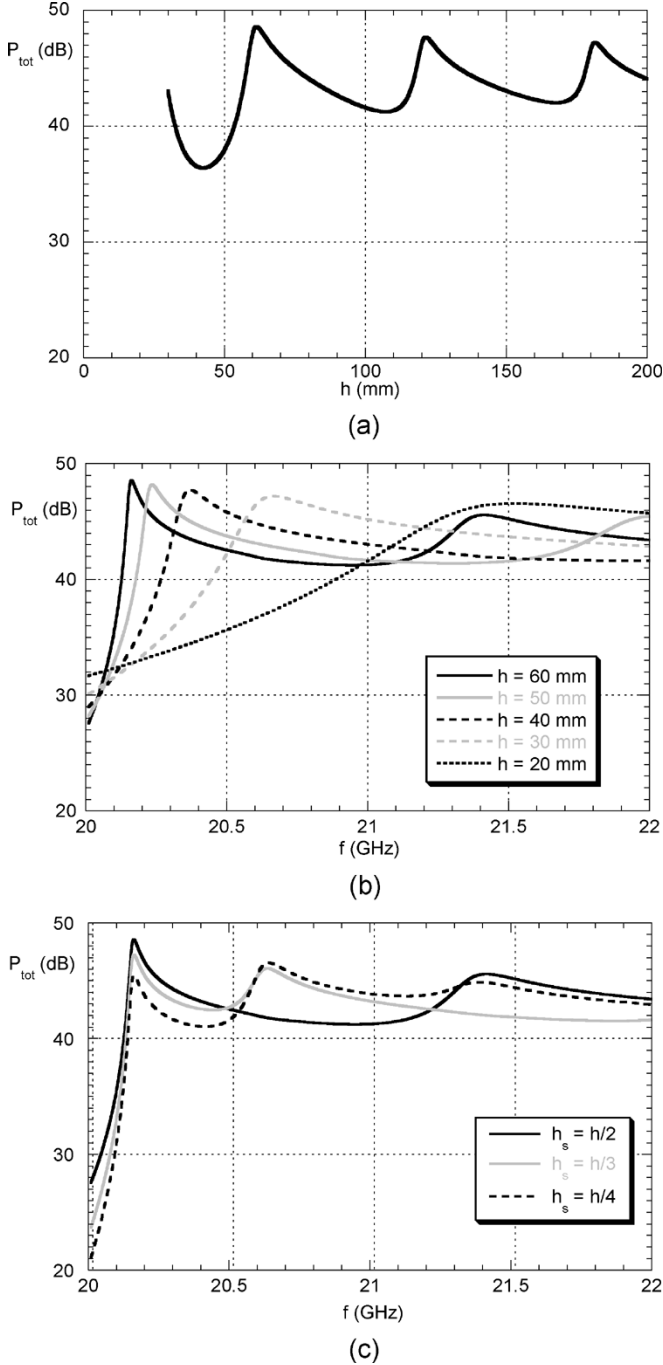 50
P_tot (dB)
40
30
20
0 50 100 150 200
h (mm)
(a)
50
P_tot (dB)
40
30
20
h = 60 mm
h = 50 mm
h = 40 mm
h = 30 mm
h = 20 mm
20 20.5 21 21.5 22
f (GHz)
(b)
50
P_tot (dB)
40
30
20
h_s = h/2
h_s = h/3
h_s = h/4
20 20.5 21 21.5 22
f (GHz)
(c)